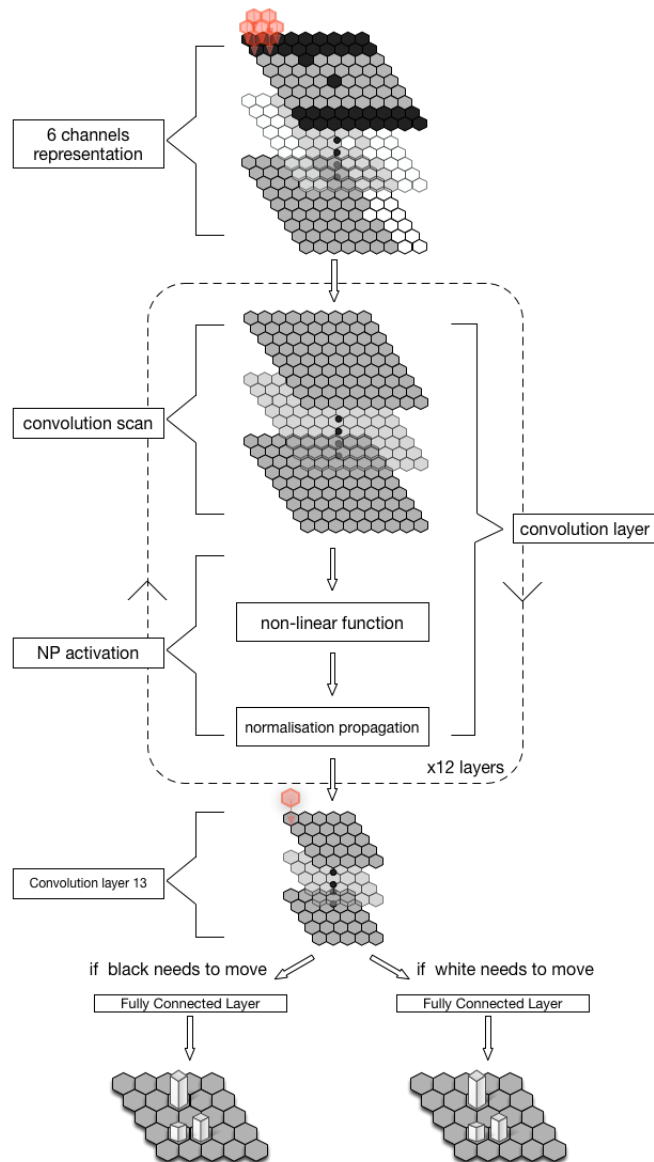 6 channels
representation
convolution scan
convolution layer
non-linear function
NP activation
normalisation propagation
x12 layers
Convolution layer 13
if black needs to move
if white needs to move
Fully Connected Layer
Fully Connected Layer